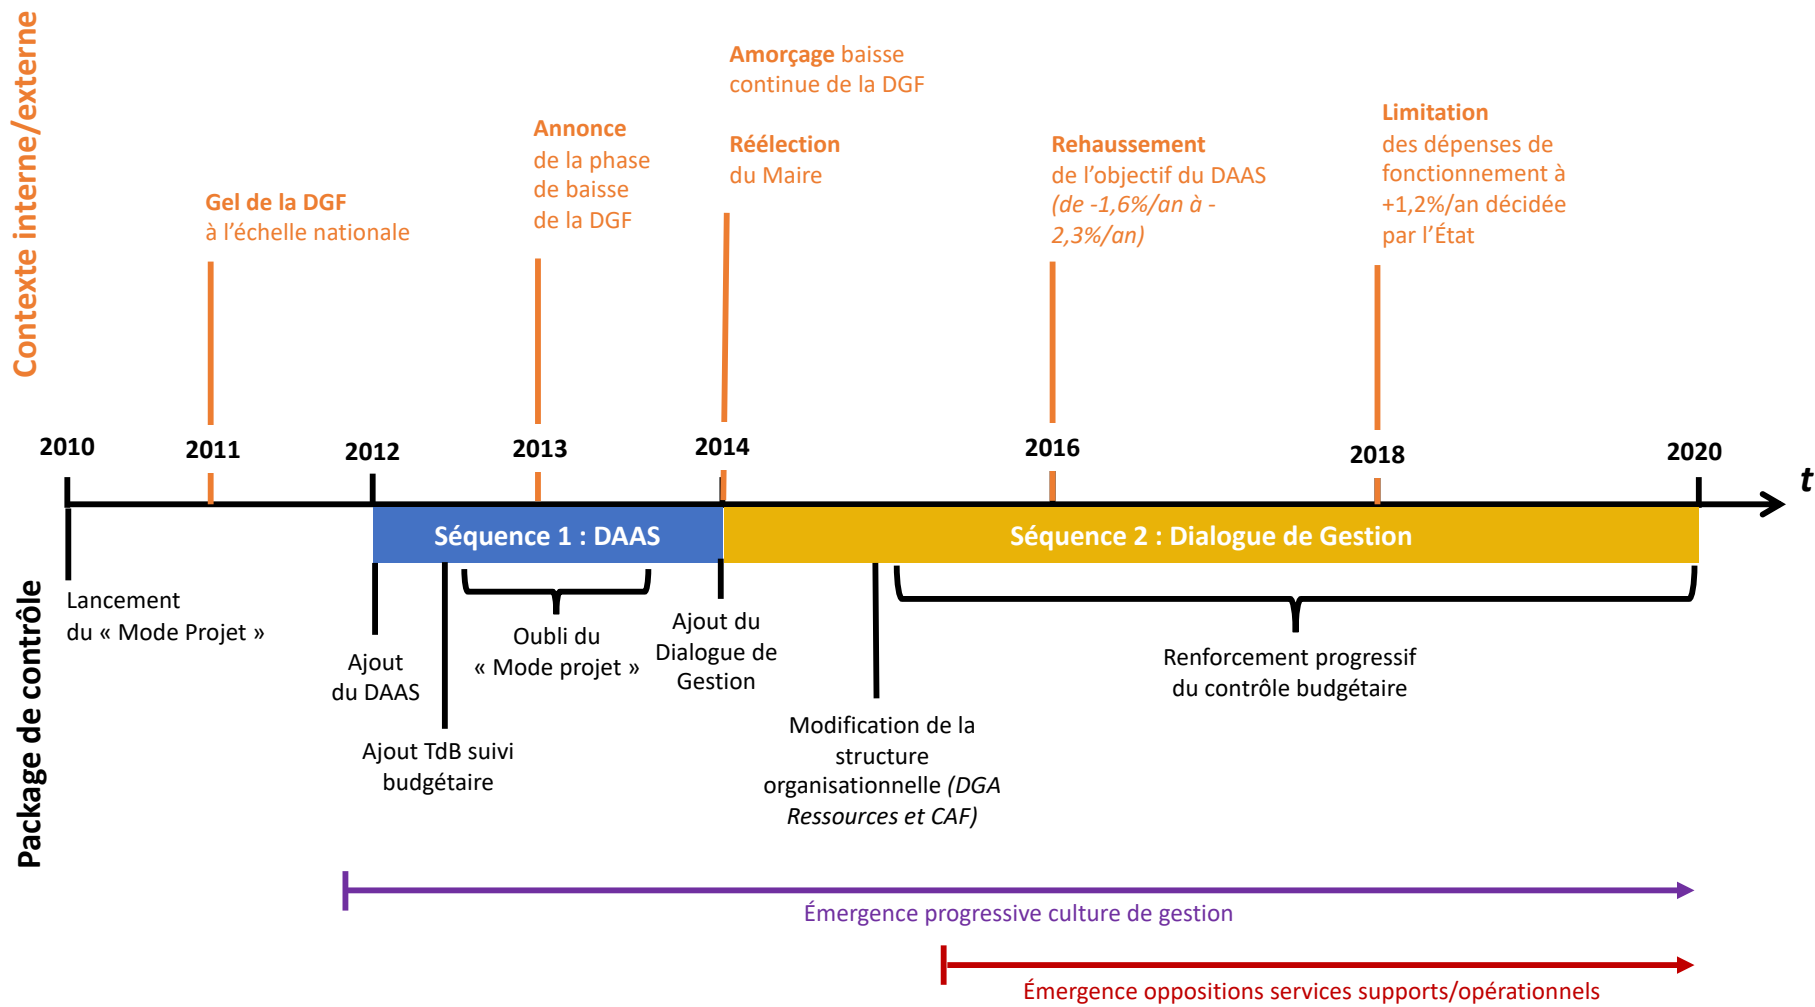 Contexte interne/externe
Amorçage baisse
continue de la DGF
Réélection
du Maire
Annonce
de la phase
de baisse
de la DGF
Gel de la DGF
à l’échelle nationale
Rehaussement
de l’objectif du DAAS
(de -1,6%/an à -
2,3%/an)
Limitation
des dépenses de
fonctionnement à
+1,2%/an décidée
par l’État
2010
2011
2012
2013
2014
2016
2018
2020
t
Séquence 1 : DAAS
Séquence 2 : Dialogue de Gestion
Package de contrôle
Lancement
du « Mode Projet »
Ajout
du DAAS
Ajout TdB suivi
budgétaire
Oubli du
« Mode projet »
Ajout du
Dialogue de
Gestion
Modification de la
structure
organisationnelle (DGA
Ressources et CAF)
Renforcement progressif
du contrôle budgétaire
Émergence progressive culture de gestion
Émergence oppositions services supports/opérationnels